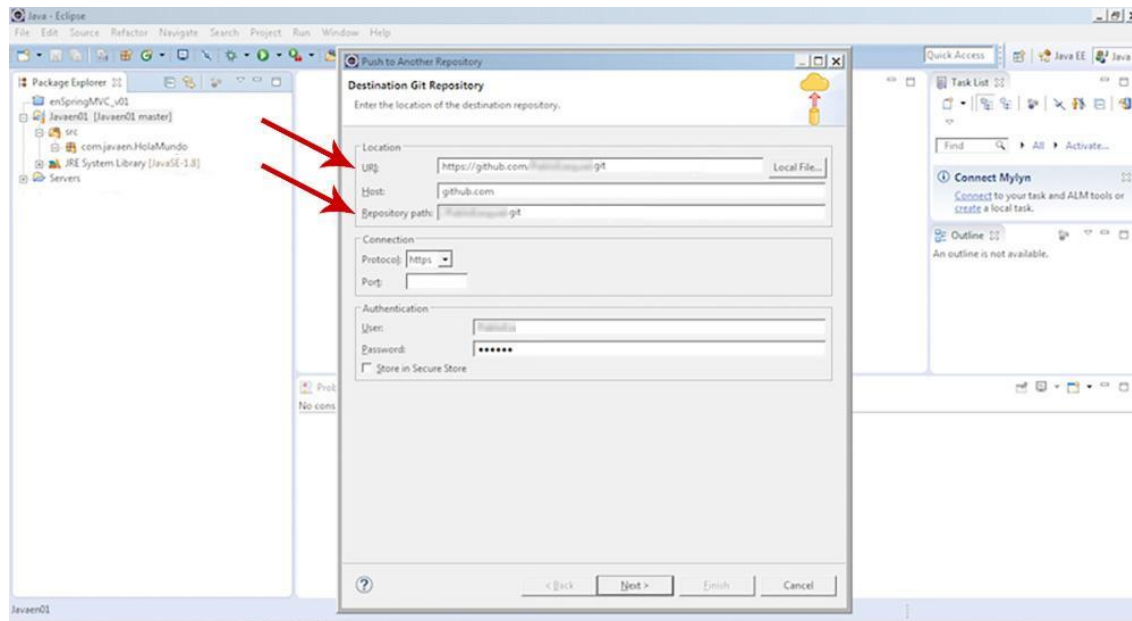 Java - Eclipse
File Edit Source Refactor Navigate Search Project Run Window Help
Quick Access
Java EE
Java
Package Explorer
enSpringMVC_v01
Javaen01 [Javaen01 master]
src
com.javaen.HolaMundo
JRE System Library [JavaSE-1.8]
Servers
Push to Another Repository
Destination Git Repository
Enter the location of the destination repository.
Location
URI:
https://github.com/
git
Local File...
Host:
github.com
Repository path:
git
Connection
Protocol:
https
Port:
Authentication
User:
Password:
Store in Secure Store
< Back
Next >
Finish
Cancel
No cons
Task List
Find
All
Activate...
Connect Mylyn
Connect to your task and ALM tools or
create a local task.
Outline
An outline is not available.
Javaen01